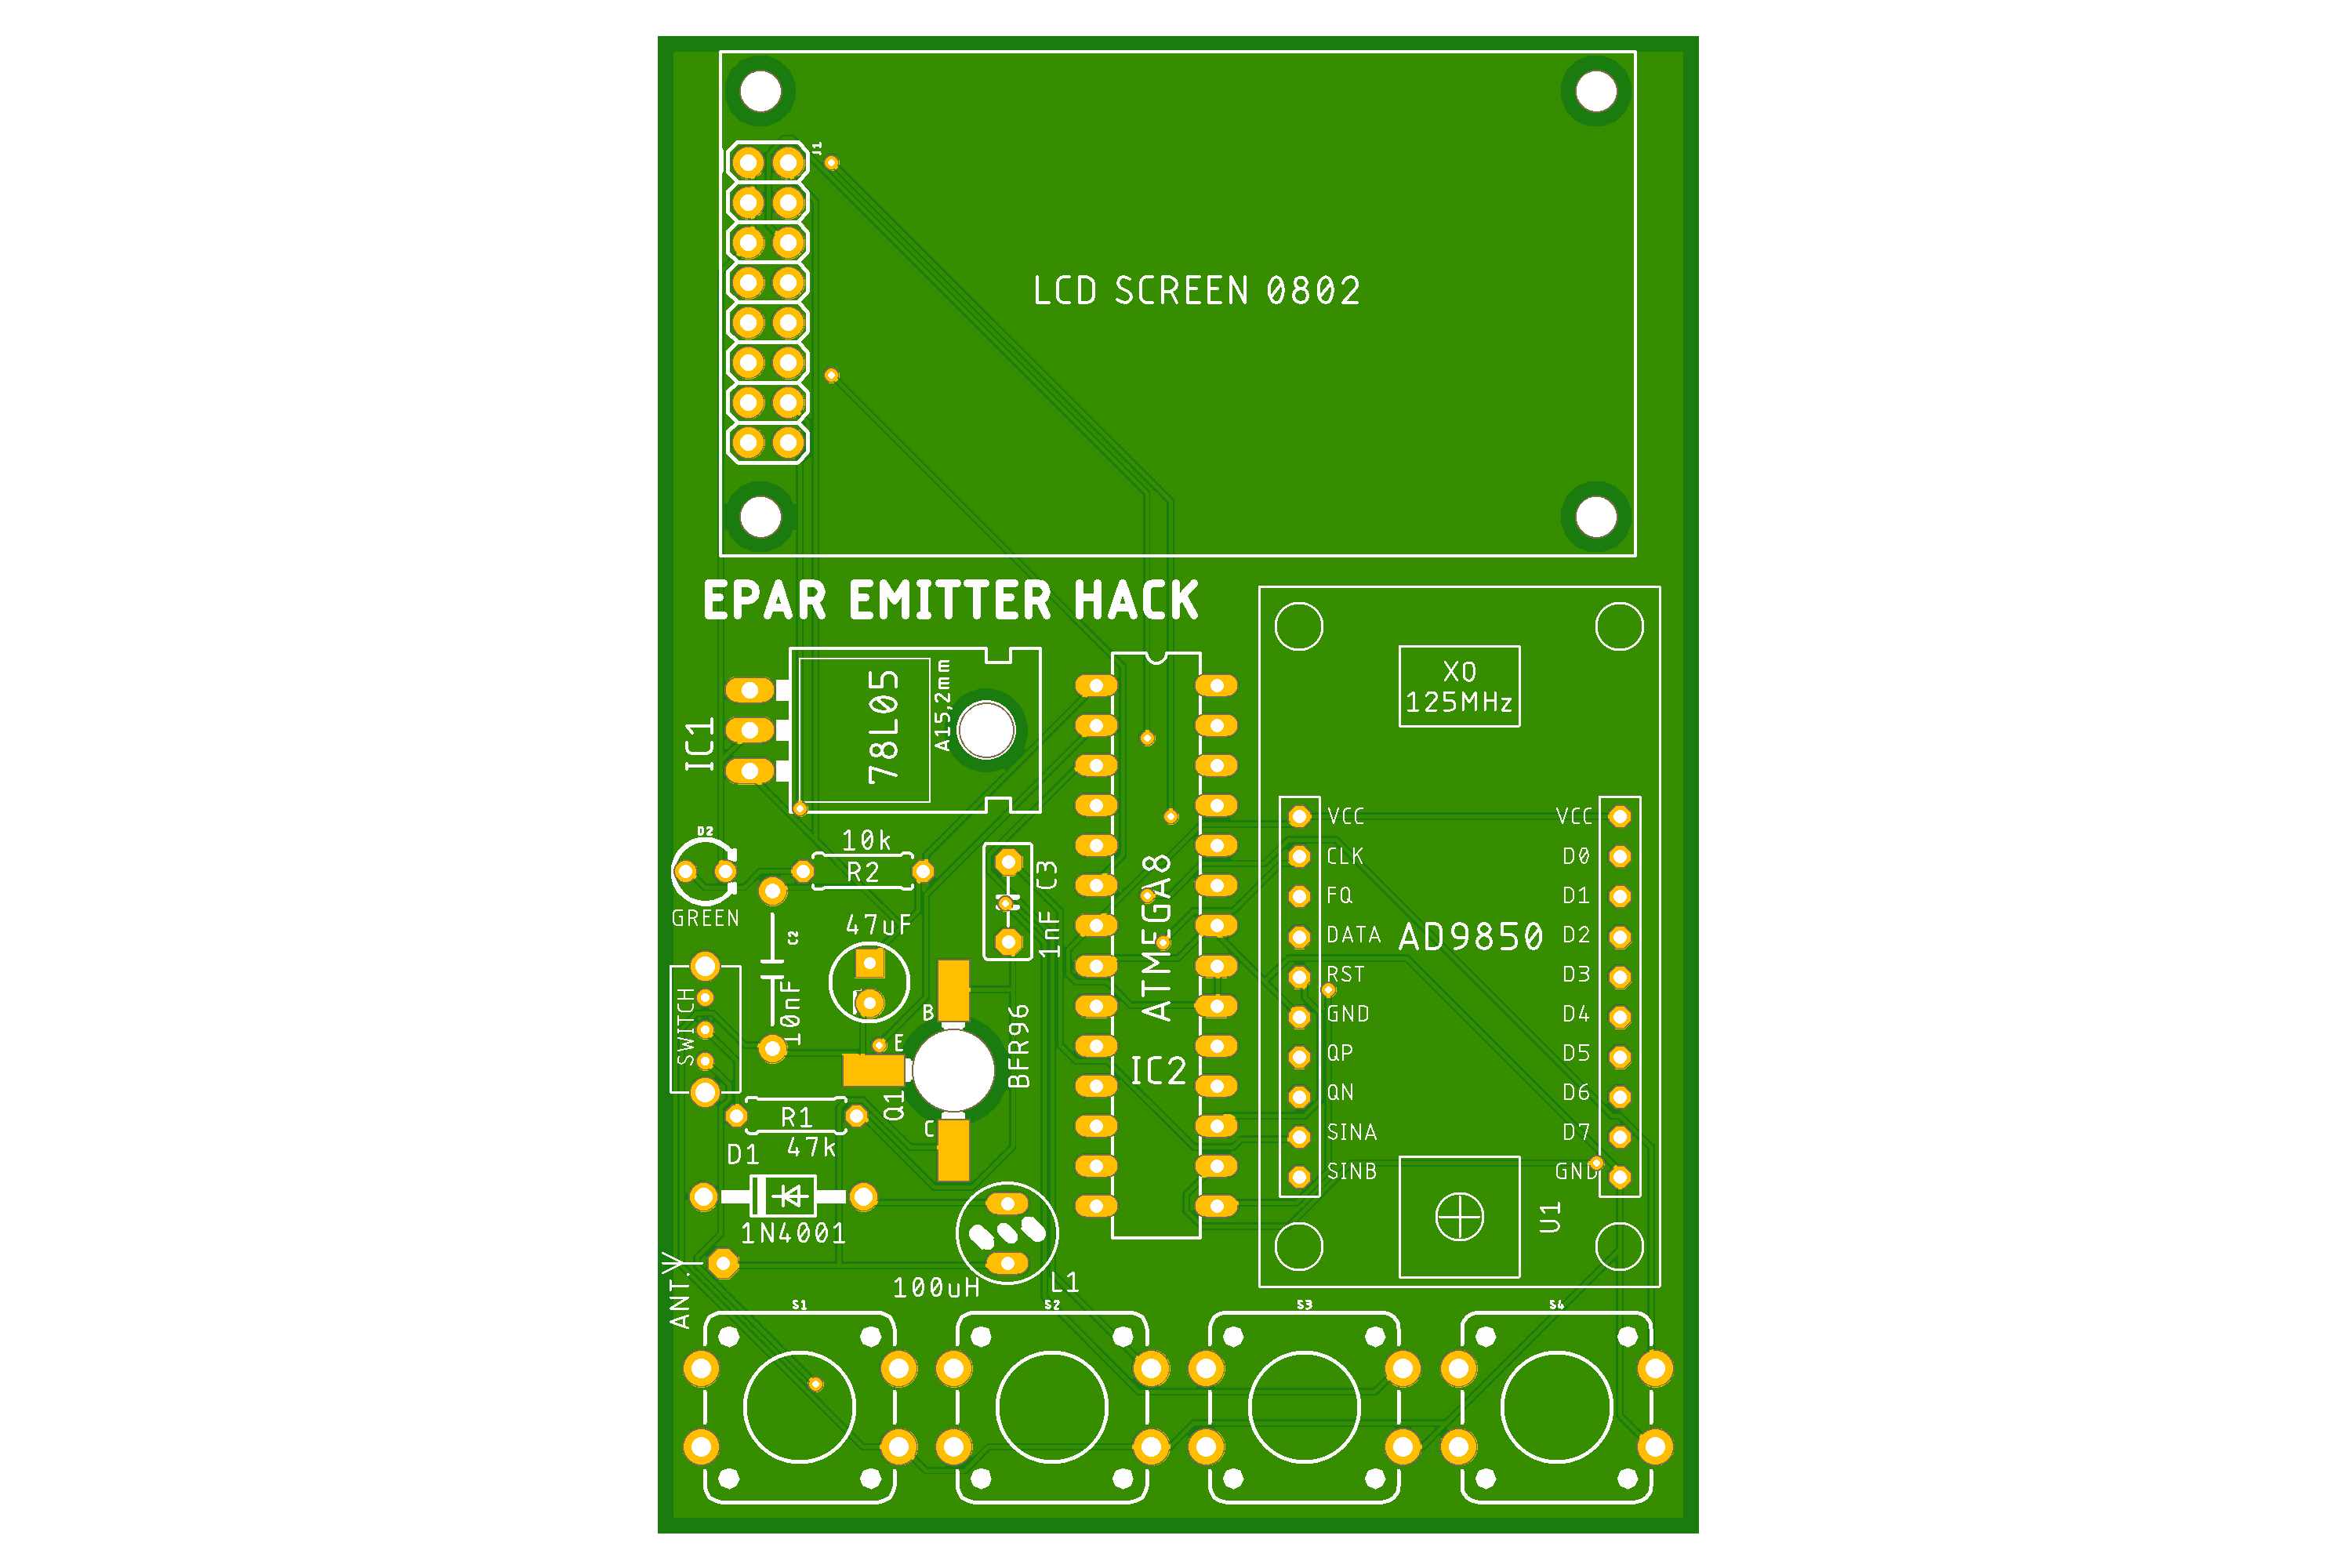 J1
LCD SCREEN 0802
EPAR EMITTER HACK
IC1
78L05
A15,2mm
XO
125MHz
D2
GREEN
10k
R2
C3
1nF
47uF
C2
10nF
SWITCH
B
E
C
Q1
BFR96
R1
47k
D1
1N4001
ANT.
100uH
L1
ATMEGA8
IC2
VCC VCC
CLK D0
FQ D1
DATA D2
AD9850
RST D3
GND D4
QP D5
QN D6
SINA D7
SINB GND
U1
S1 S2 S3 S4